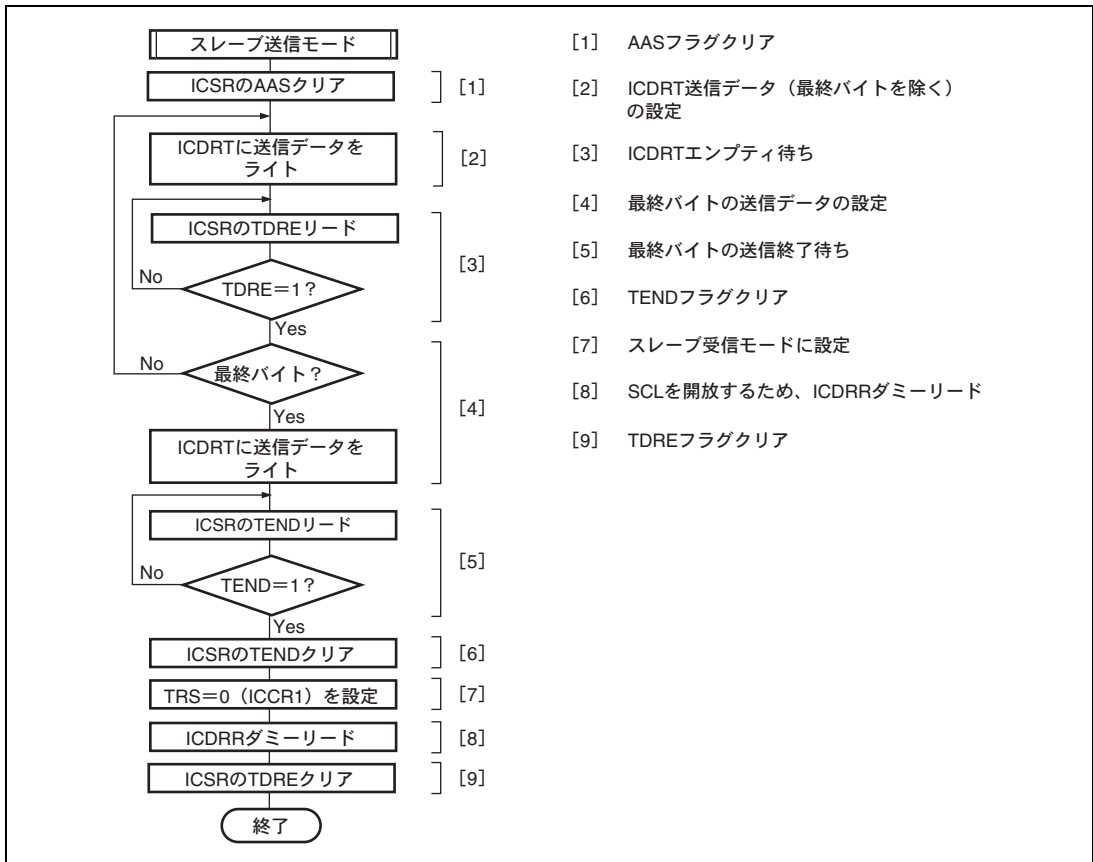 スレーブ送信モード
ICSRのAASクリア
[1]
ICDRTに送信データを
ライト
[2]
ICSRのTDREリード
[3]
No
TDRE=1?
Yes
No
最終バイト?
[4]
Yes
ICDRTに送信データを
ライト
ICSRのTENDリード
[5]
No
TEND=1?
Yes
ICSRのTENDクリア
[6]
TRS=0(ICCR1)を設定
[7]
ICDRRダミーリード
[8]
ICSRのTDREクリア
[9]
終了
[1] AASフラグクリア
[2] ICDRT送信データ(最終バイトを除く)
の設定
[3] ICDRTエンプティ待ち
[4] 最終バイトの送信データの設定
[5] 最終バイトの送信終了待ち
[6] TENDフラグクリア
[7] スレーブ受信モードに設定
[8] SCLを開放するため、ICDRRダミーリード
[9] TDREフラグクリア